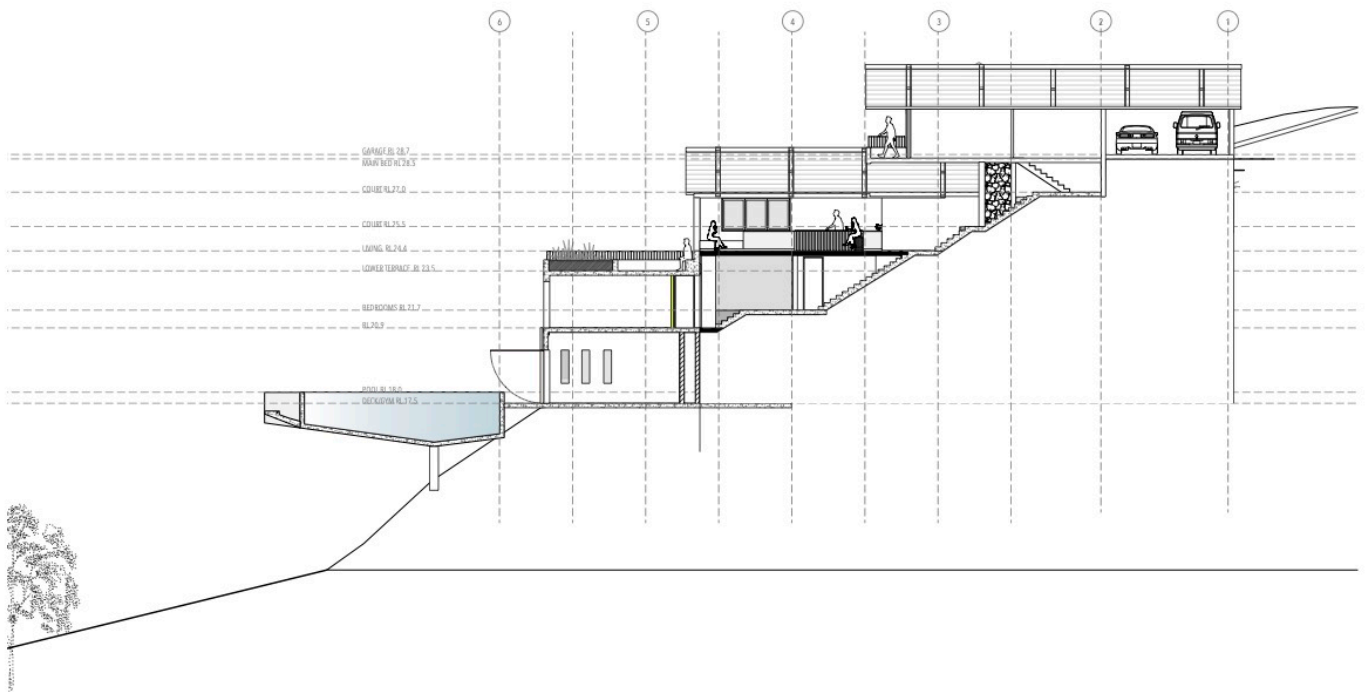 6 5 4 3 2 1
GARAGE RL 28.7
MAIN BED RL 28.5
COURT RL 27.0
COURT RL 25.5
LIVING RL 24.4
LOWER TERRACE RL 23.5
BEDROOMS RL 21.7
RL 20.9
POOL RL 18.0
DECK/GYM RL 17.5